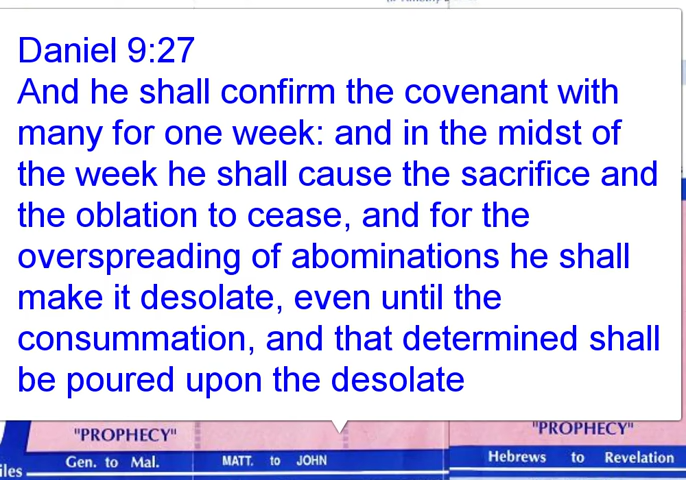 Daniel 9:27
And he shall confirm the covenant with
many for one week: and in the midst of
the week he shall cause the sacrifice and
the oblation to cease, and for the
overspreading of abominations he shall
make it desolate, even until the
consummation, and that determined shall
be poured upon the desolate
"PROPHECY"
"PROPHECY"
Gen. to Mal.
MATT. to JOHN
Hebrews to Revelation